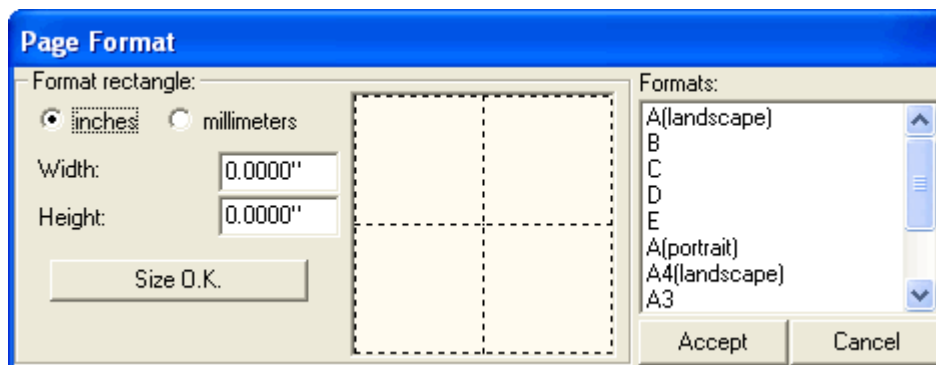 Page Format
Format rectangle:
inches millimeters
Width: 0.0000"
Height: 0.0000"
Size O.K.
Formats:
A(landscape)
B
C
D
E
A(portrait)
A4(landscape)
A3
Accept Cancel